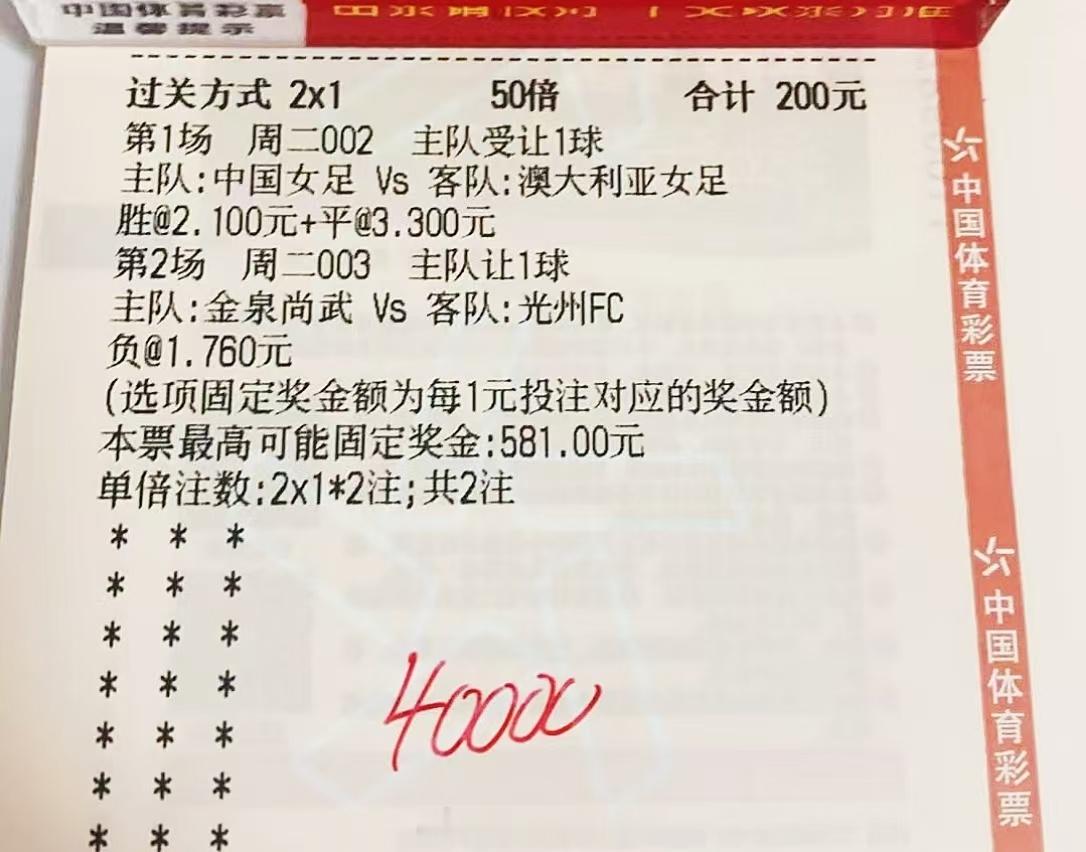 中国体育彩票
温馨提示
过关方式 2x1 50倍 合计 200元
第1场 周二002 主队受让1球
主队:中国女足 Vs 客队:澳大利亚女足
胜@2.100元+平@3.300元
第2场 周二003 主队让1球
主队:金泉尚武 Vs 客队:光州FC
负@1.760元
(选项固定奖金额为每1元投注对应的奖金额)
本票最高可能固定奖金:581.00元
单倍注数:2x1*2注;共2注
* * *
* * *
* * *
* * *
* * *
* * *
* * *
40000
中国体育彩票
中国体育彩票